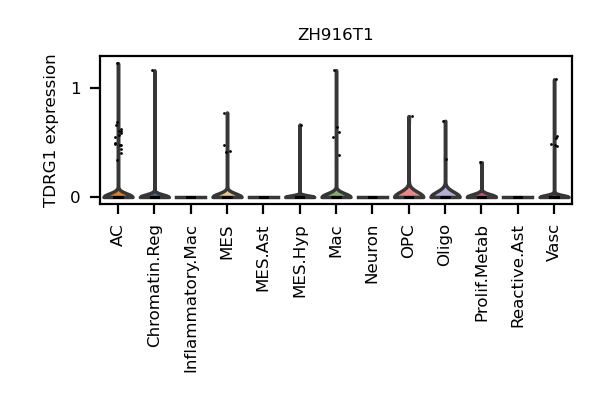 ZH916T1
TDRG1 expression
1
0
AC
Chromatin.Reg
Inflammatory.Mac
MES
MES.Ast
MES.Hyp
Mac
Neuron
OPC
Oligo
Prolif.Metab
Reactive.Ast
Vasc